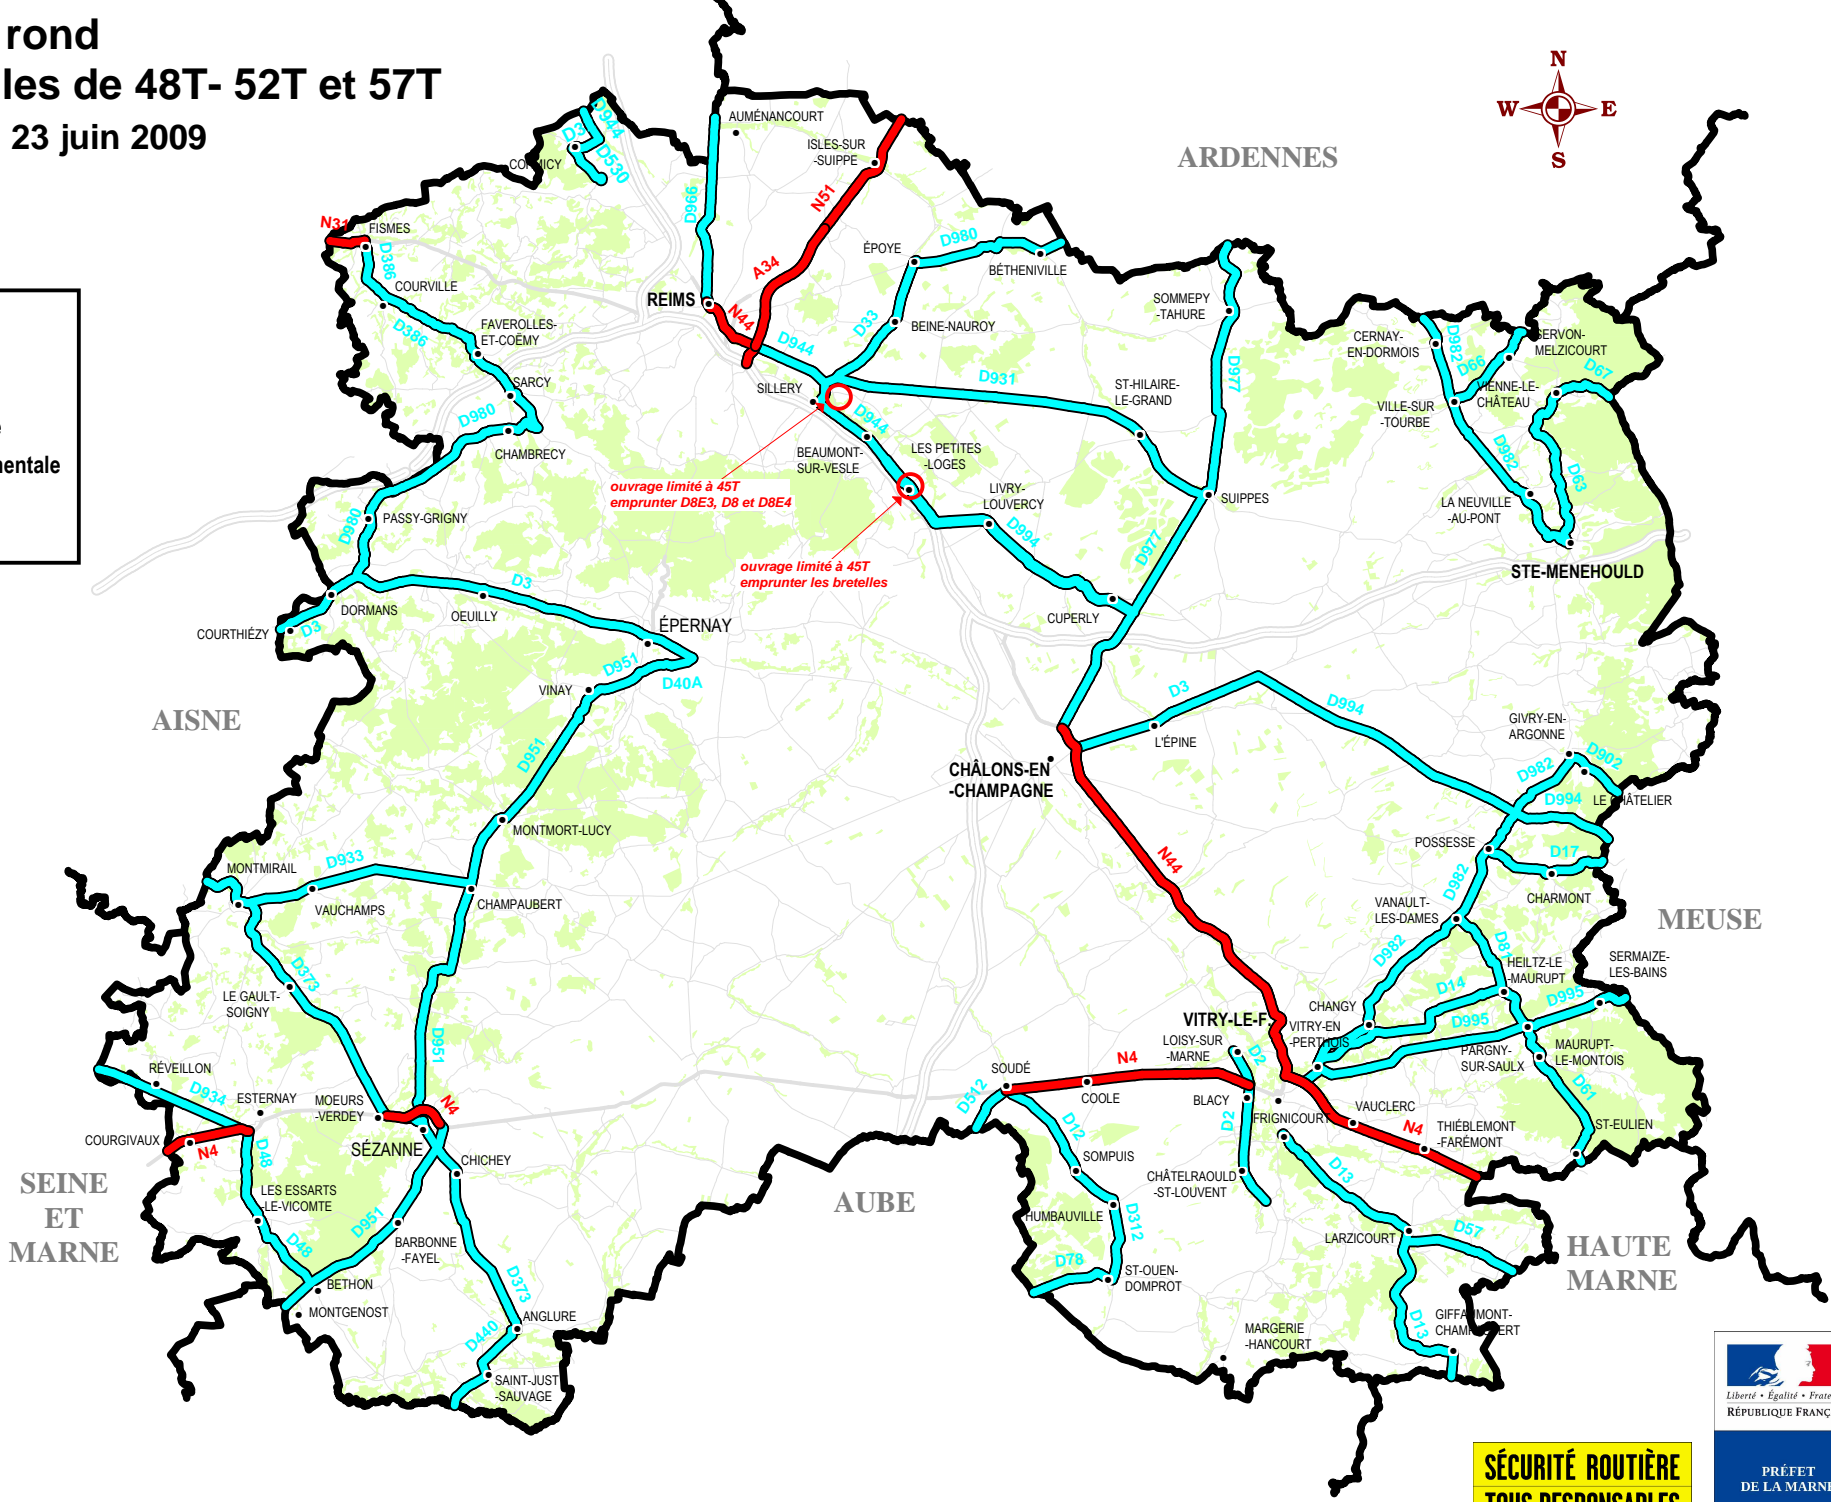 rond
les de 48T- 52T et 57T
23 juin 2009
nentale
N
W
E
S
ARDENNES
AISNE
MEUSE
SEINE
ET
MARNE
AUBE
HAUTE
MARNE
AUMÉNANCOURT
ISLES-SUR
-SUIPPE
D944
D3
D530
D966
N51
A34
N31
FISMES
D386
COURVILLE
D386
FAVEROLLES-
ET-COËMY
SARCY
D980
CHAMBRECY
REIMS
N44
D944
ÉPOYE
D980
BÉTHENIVILLE
D33
BEINE-NAUROY
SILLERY
D931
D944
BEAUMONT-
SUR-VESLE
LES PETITES
-LOGES
ouvrage limité à 45T
emprunter D8E3, D8 et D8E4
ouvrage limité à 45T
emprunter les bretelles
LIVRY-
LOUVERCY
D994
CUPERLY
ST-HILAIRE-
LE-GRAND
SOMMEPY
-TAHURE
D977
SUIPPES
D977
CERNAY-
EN-DORMOIS
D982
D66
SERVON-
MELZICOURT
VIENNE-LE-
CHÂTEAU
D67
VILLE-SUR
-TOURBE
D982
D63
LA NEUVILLE
-AU-PONT
STE-MENEHOULD
PASSY-GRIGNY
D980
DORMANS
COURTHIÉZY
D3
D3
OEUILLY
ÉPERNAY
D951
D40A
VINAY
D951
MONTMORT-LUCY
D3
L'ÉPINE
D994
CHÂLONS-EN
-CHAMPAGNE
N44
GIVRY-EN-
ARGONNE
D982
D902
D994
POSSESSE
D17
CHARMONT
D982
VANAULT-
LES-DAMES
D982
D81
HEILTZ-LE
-MAURUPT
SERMAIZE-
LES-BAINS
D14
D995
D995
CHANGY
VITRY-EN
-PERTHOIS
PARGNY-
SUR-SAULX
MAURUPT-
LE-MONTOIS
D61
ST-EULIEN
MONTMIRAIL
D933
VAUCHAMPS
CHAMPAUBERT
D373
LE GAULT-
SOIGNY
D951
RÉVEILLON
D934
ESTERNAY
MOEURS
-VERDEY
N4
COURGIVAUX
N4
D48
SÉZANNE
CHICHEY
LES ESSARTS
-LE-VICOMTE
D48
D951
BARBONNE
-FAYEL
BETHON
MONTGENOST
D373
ANGLURE
D440
SAINT-JUST
-SAUVAGE
VITRY-LE-F.
LOISY-SUR
-MARNE
D2
SOUDÉ
N4
COOLE
D512
BLACY
D2
FRIGNICOURT
VAUCLERC
N4
THIÉBLEMONT
-FARÉMONT
D12
SOMPUIS
CHÂTELRAOULD
-ST-LOUVENT
D13
HUMBAUVILLE
D312
D78
ST-OUEN-
DOMPROT
LARZICOURT
D57
D13
MARGERIE
-HANCOURT
Liberté • Égalité •
RÉPUBLIQUE FRANÇ
PRÉFET
DE LA MARNE
SÉCURITÉ ROUTIÈRE
TOUS RESPONSABLES